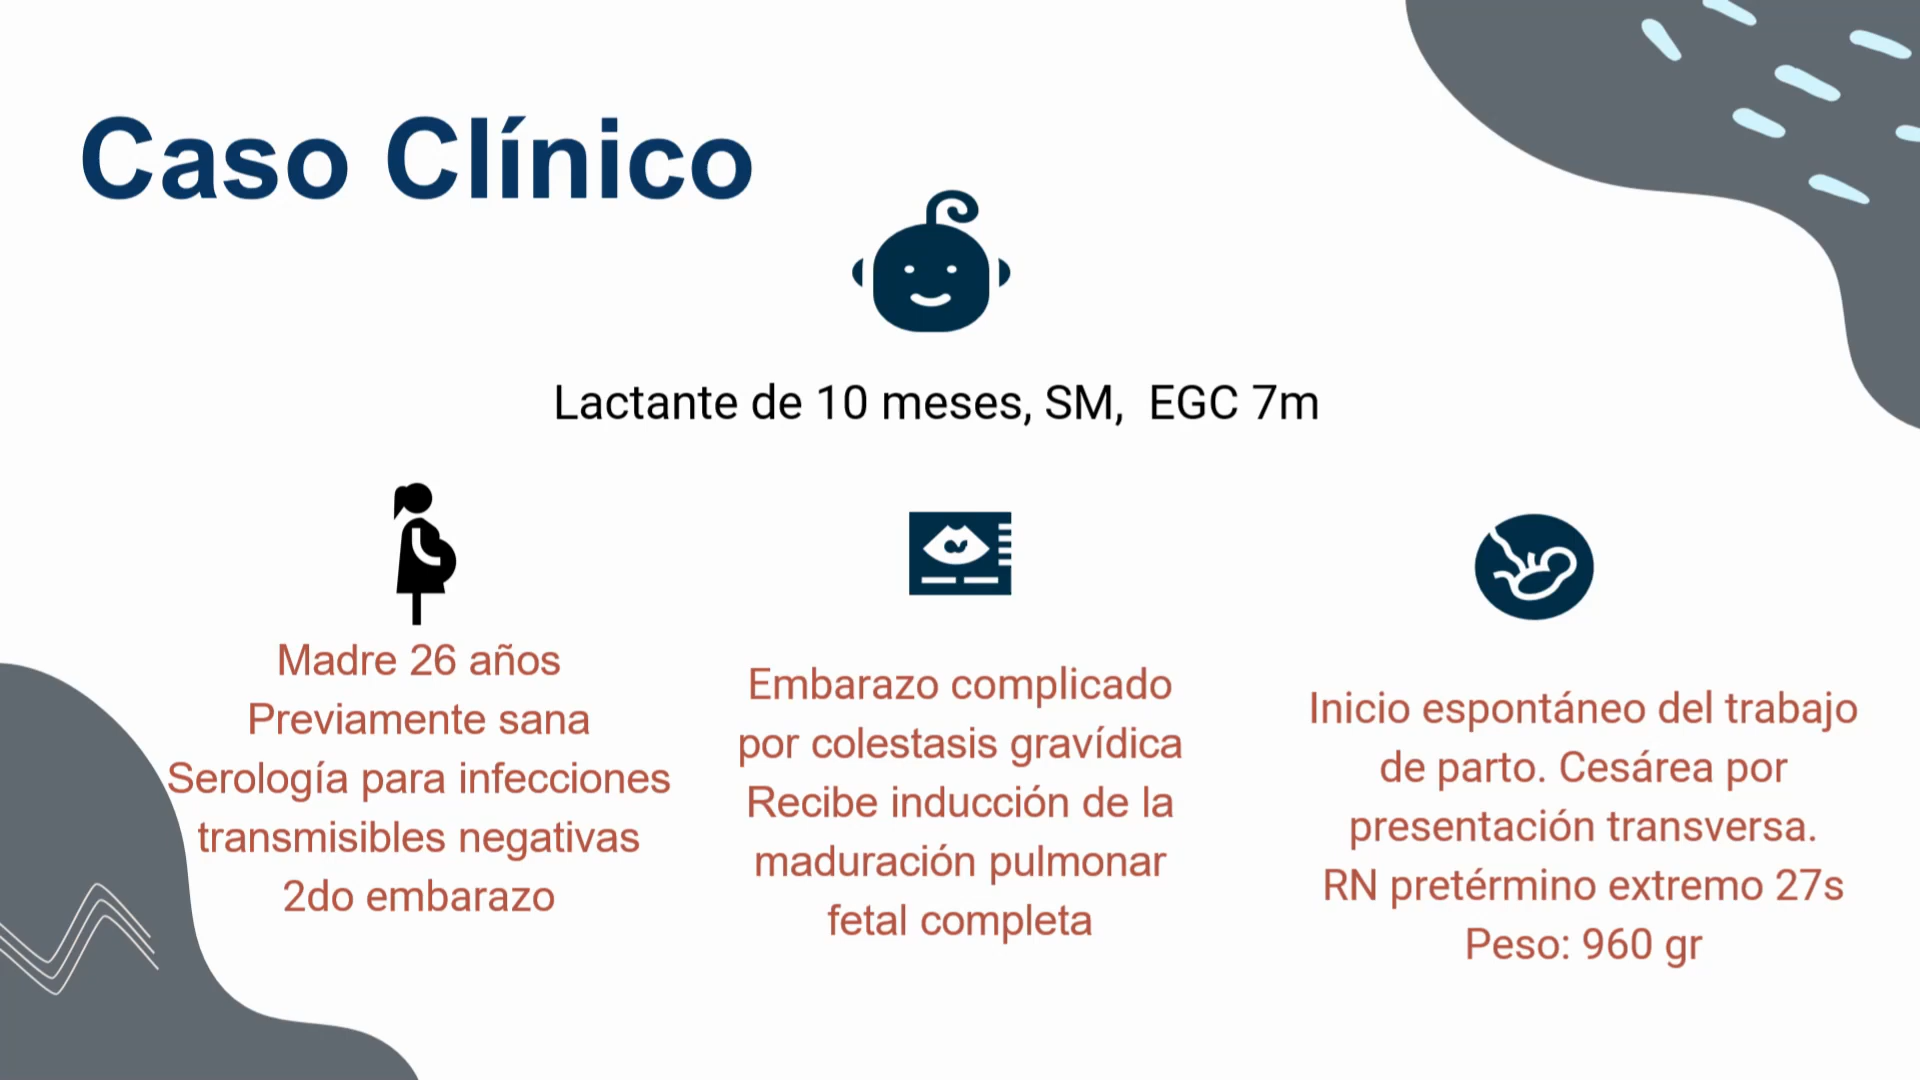 Caso Clínico
Lactante de 10 meses, SM, EGC 7m
Madre 26 años
Previamente sana
Serología para infecciones
transmisibles negativas
2do embarazo
Embarazo complicado
por colestasis gravídica
Recibe inducción de la
maduración pulmonar
fetal completa
Inicio espontáneo del trabajo
de parto. Cesárea por
presentación transversa.
RN pretérmino extremo 27s
Peso: 960 gr